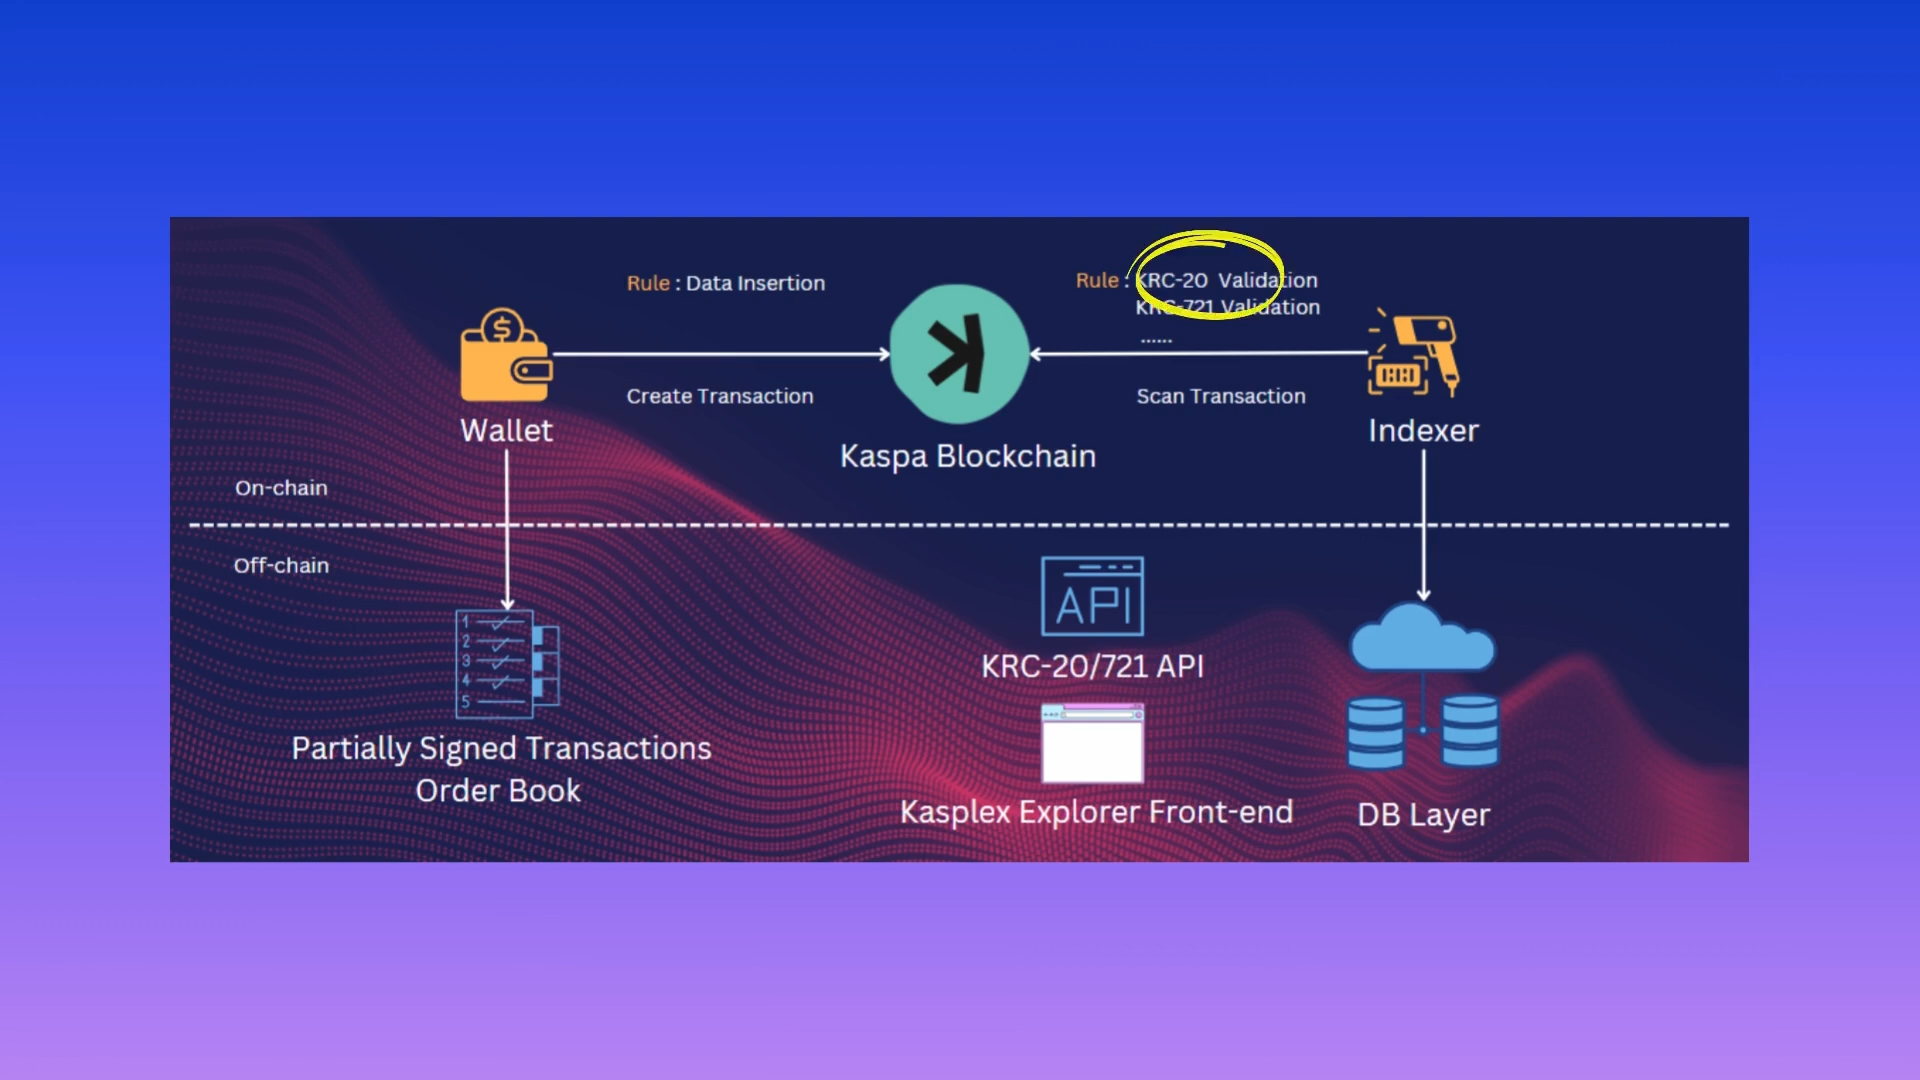 Rule : Data Insertion
Rule : KRC-20 Validation
KRC-721 Validation
......
$
Create Transaction
Scan Transaction
Wallet
Kaspa Blockchain
Indexer
On-chain
Off-chain
1
2
3
4
5
API
KRC-20/721 API
Partially Signed Transactions
Order Book
Kasplex Explorer Front-end
DB Layer